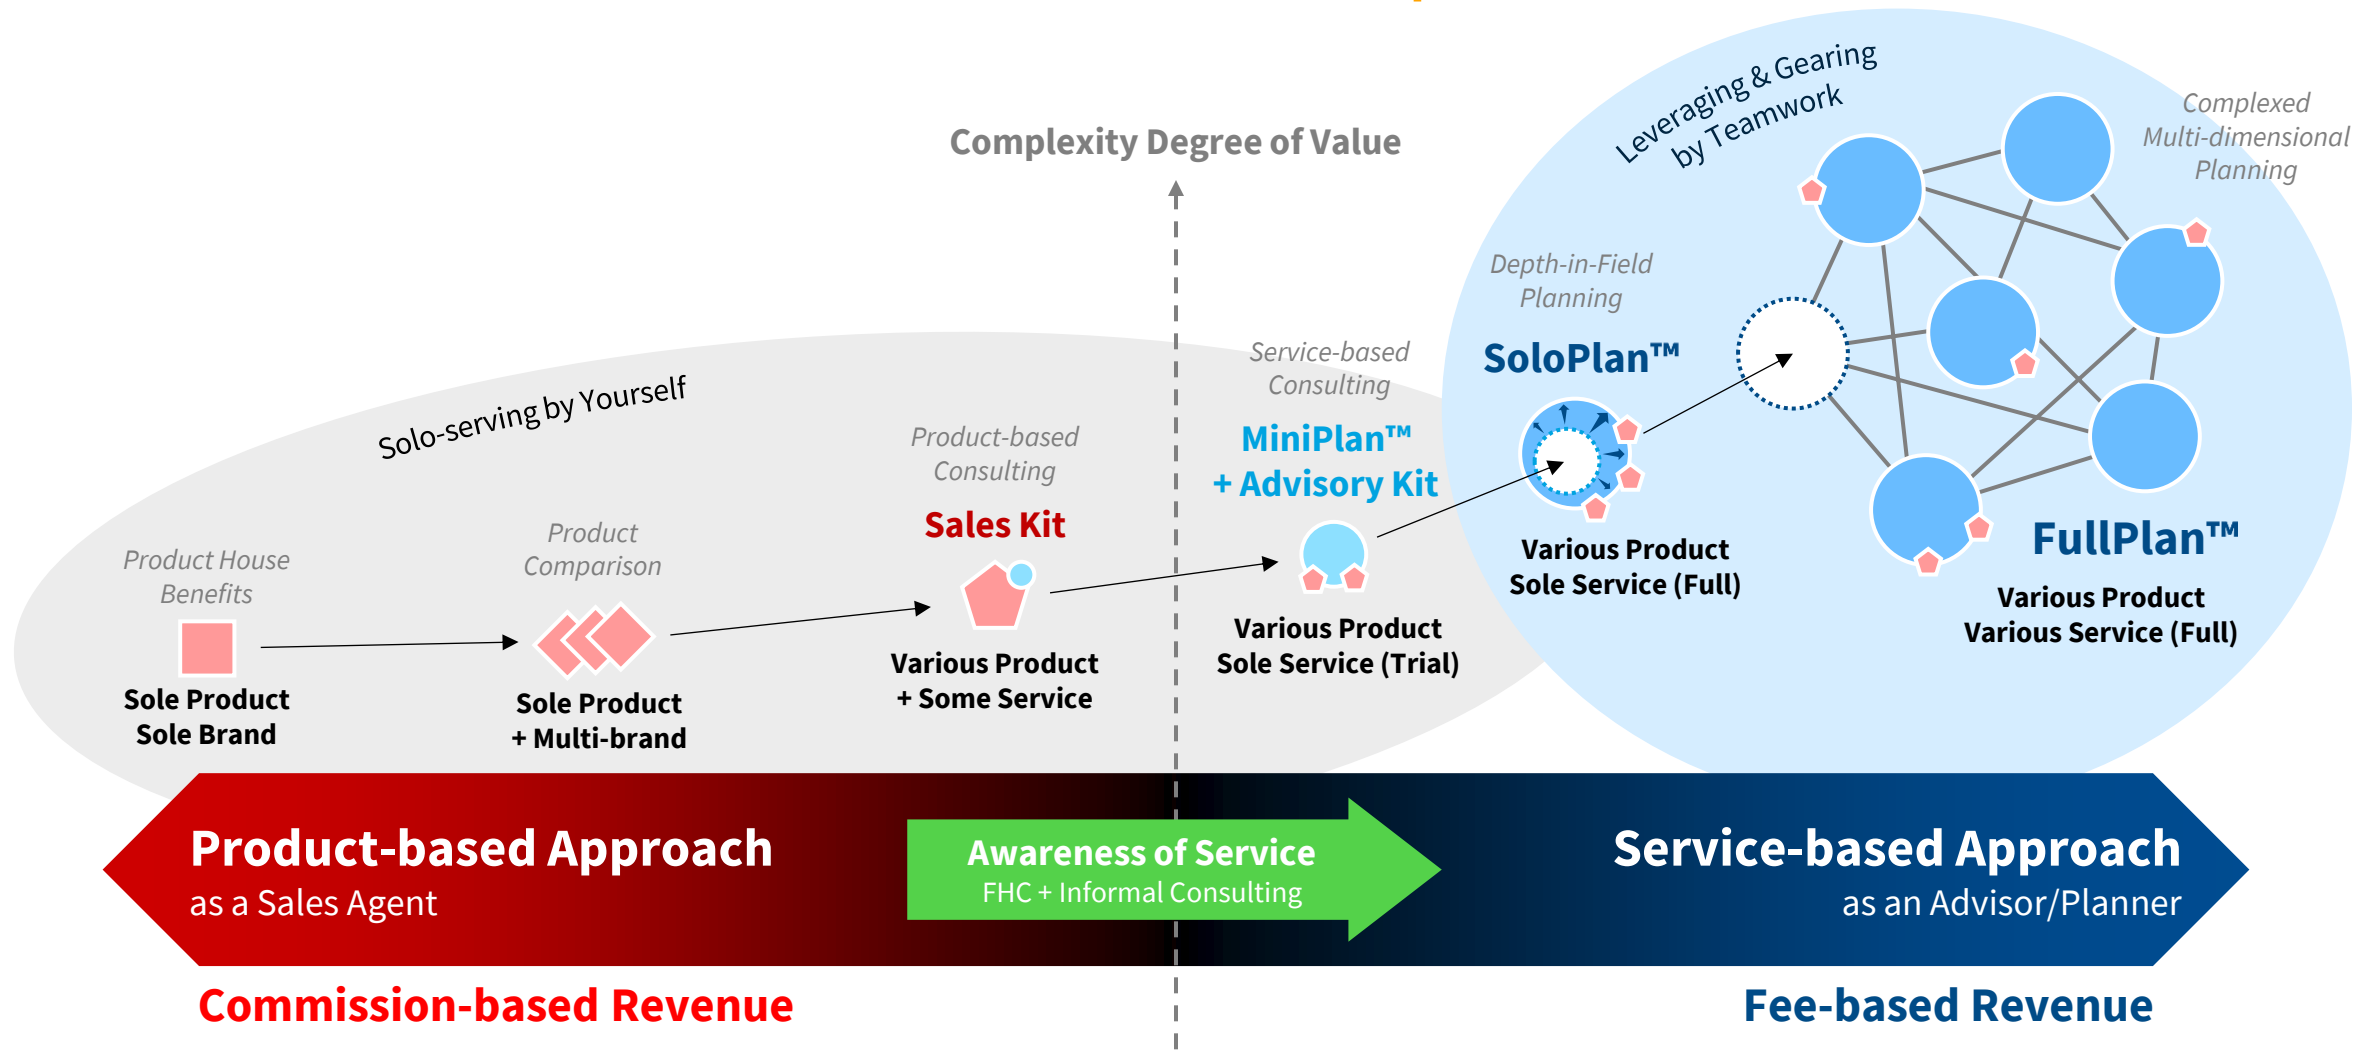 Complexity Degree of Value
Leveraging & Gearing
by Teamwork
Complexed
Multi-dimensional
Planning
Solo-serving by Yourself
Product House
Benefits
Sole Product
Sole Brand
Product
Comparison
Sole Product
+ Multi-brand
Product-based
Consulting
Sales Kit
Various Product
+ Some Service
Service-based
Consulting
MiniPlan™
+ Advisory Kit
Various Product
Sole Service (Trial)
Depth-in-Field
Planning
SoloPlan™
Various Product
Sole Service (Full)
FullPlan™
Various Product
Various Service (Full)
Product-based Approach
as a Sales Agent
Awareness of Service
FHC + Informal Consulting
Service-based Approach
as an Advisor/Planner
Commission-based Revenue
Fee-based Revenue